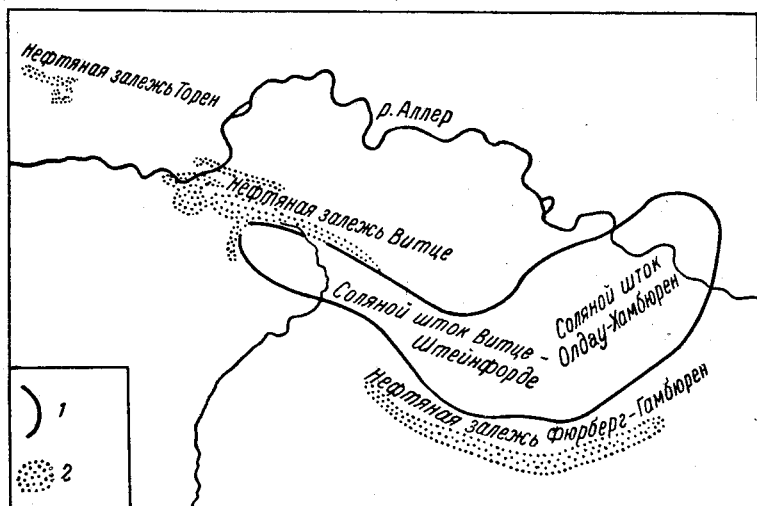 Нефтяная залежь Торен
р. Аллер
Нефтяная залежь Витце
Соляной шток Витце -
Штейнфорде
Соляной шток
Олдау-Хамбюрен
Нефтяная залежь Фюрберг-Гамбюрен
1
2